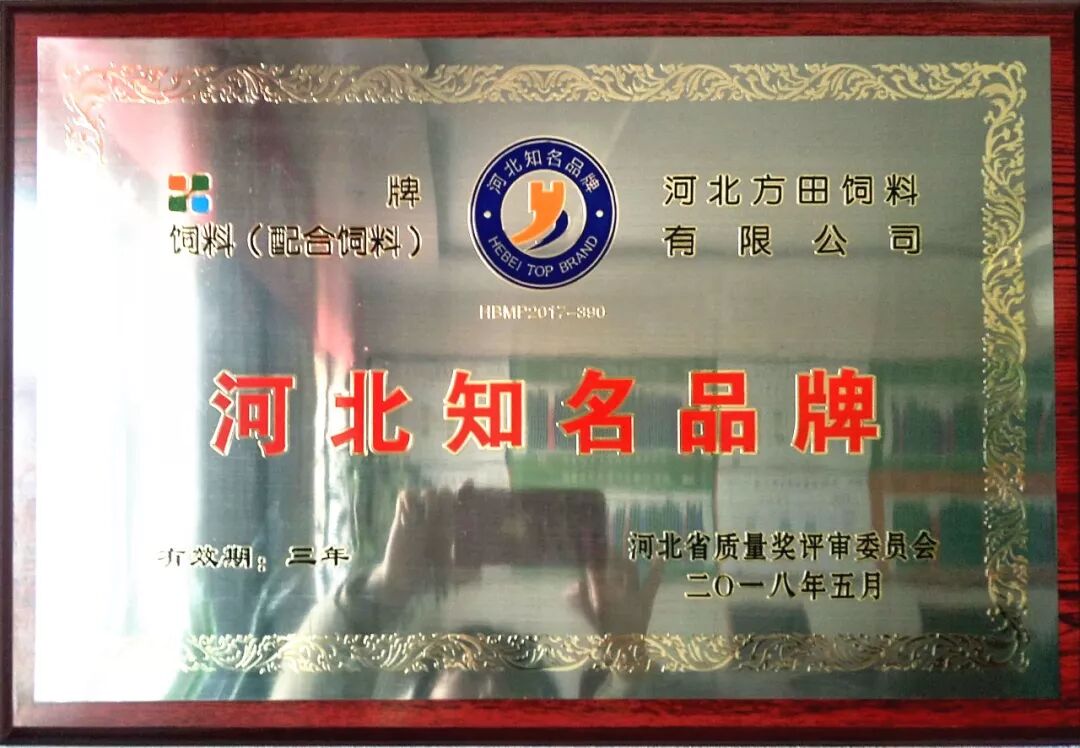 牌
饲料（配合饲料）
河北知名品牌
HEBEI TOP BRAND
HBMP2017-390
河北方田饲料
有限公司
河北知名品牌
有效期：三年
河北省质量奖评审委员会
二〇一八年五月